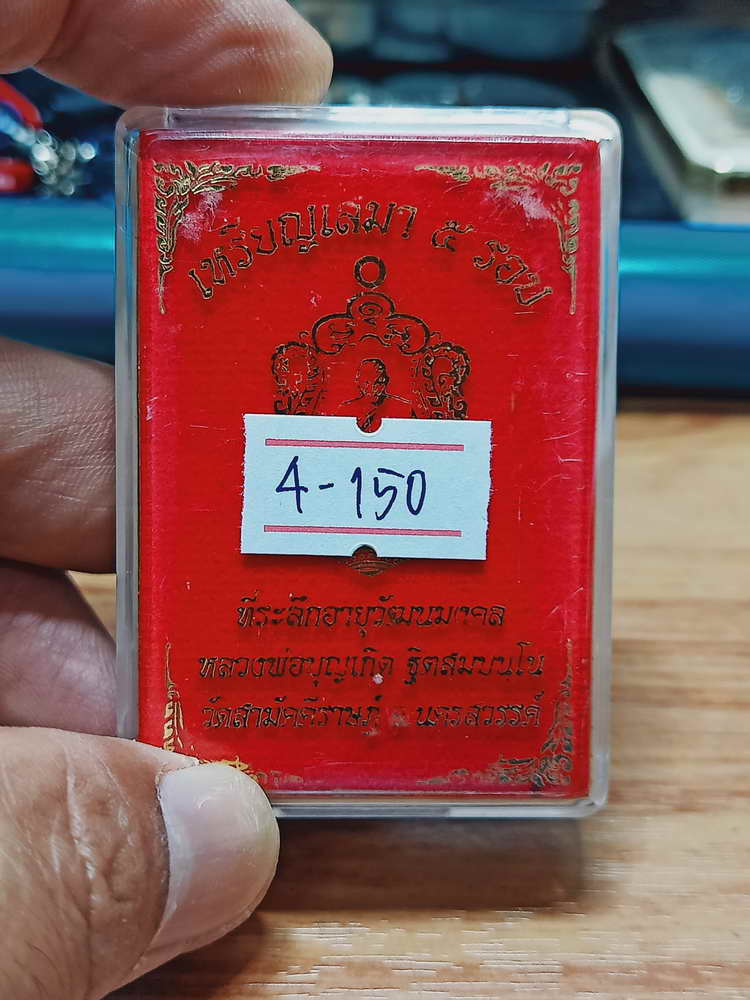 เหรียญเสมา ๕ รอบ
4-150
ที่ระลึกอายุวัฒนมงคล
หลวงพ่อบุญเกิด ฐิตสมปนฺโน
วัดสามัคคีราษฎ์ นครสวรรค์